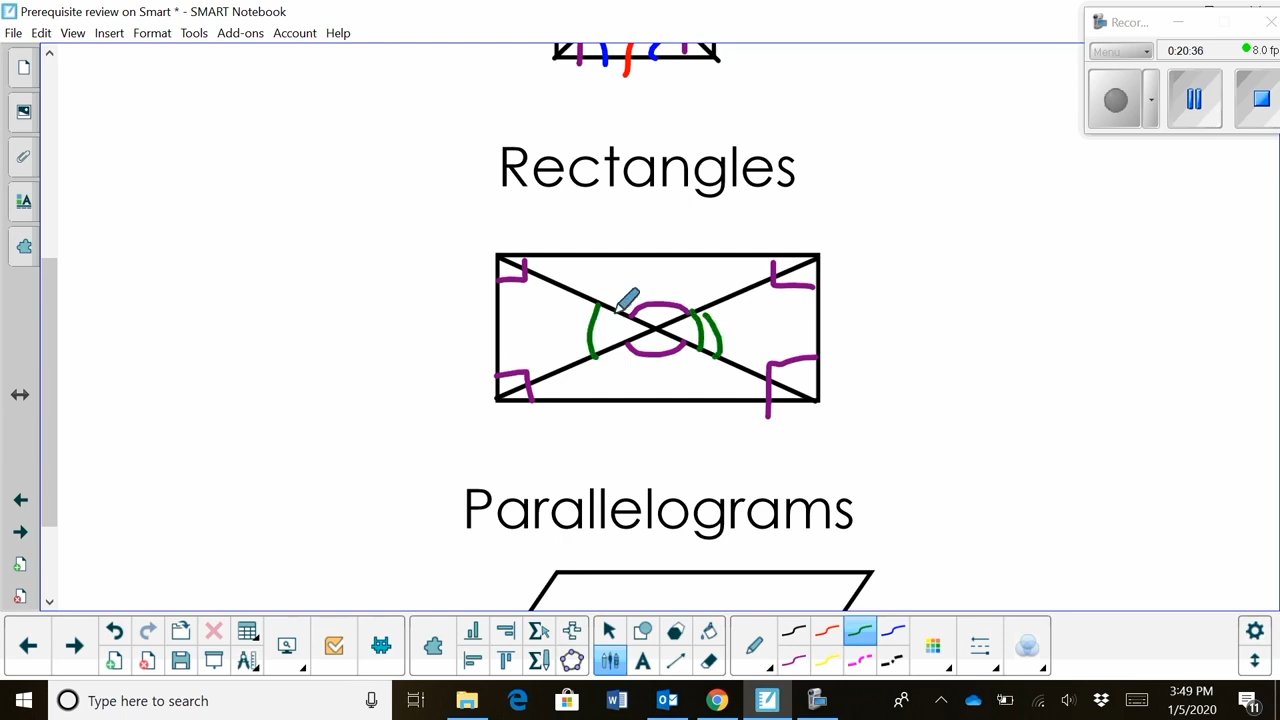 Prerequisite review on Smart * - SMART Notebook
File Edit View Insert Format Tools Add-ons Account Help
Recor...
Menu
0:20:36
8.0 fp
Rectangles
Parallelograms
A
Type here to search
3:49 PM
1/5/2020
11